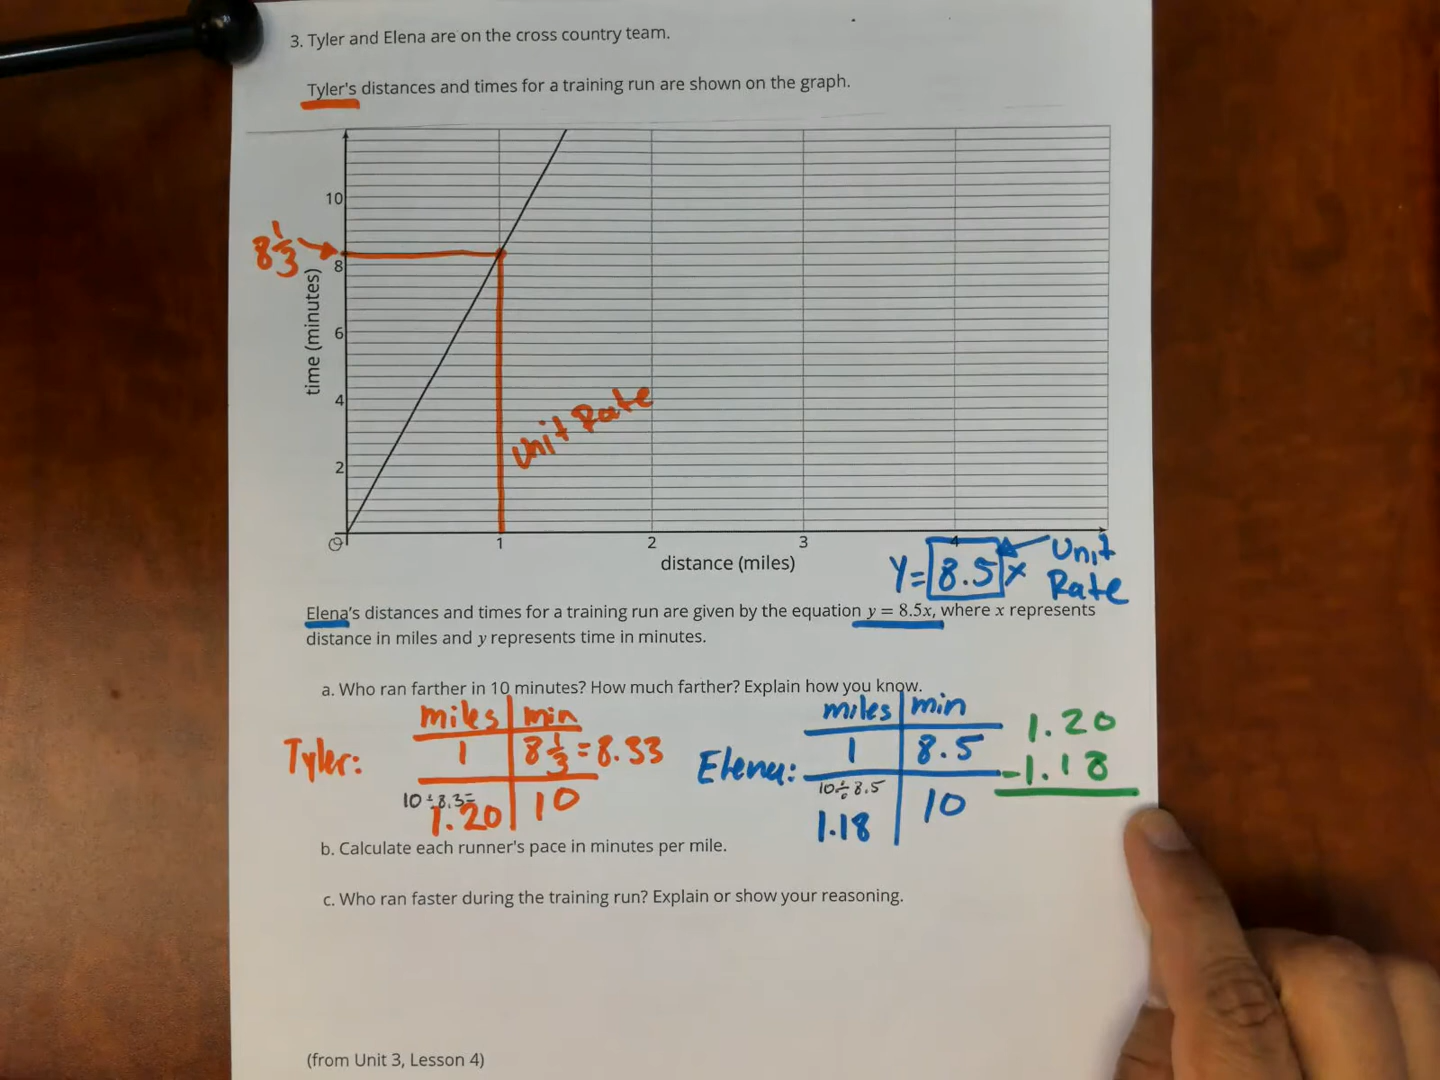 3. Tyler and Elena are on the cross country team.
Tyler's distances and times for a training run are shown on the graph.
10
8 1/3
8
6
4
2
0
time (minutes)
Unit Rate
1
2
3
4
distance (miles)
y = 8.5 x
Unit
Rate
Elena's distances and times for a training run are given by the equation y = 8.5x, where x represents
distance in miles and y represents time in minutes.
a. Who ran farther in 10 minutes? How much farther? Explain how you know.
Tyler:
miles min
1 8 1/3 = 8.33
10 ÷ 8.3=
1.20 10
Elena:
miles min
1 8.5
10 ÷ 8.5
1.18 10
1.20
-1.18
b. Calculate each runner's pace in minutes per mile.
c. Who ran faster during the training run? Explain or show your reasoning.
(from Unit 3, Lesson 4)